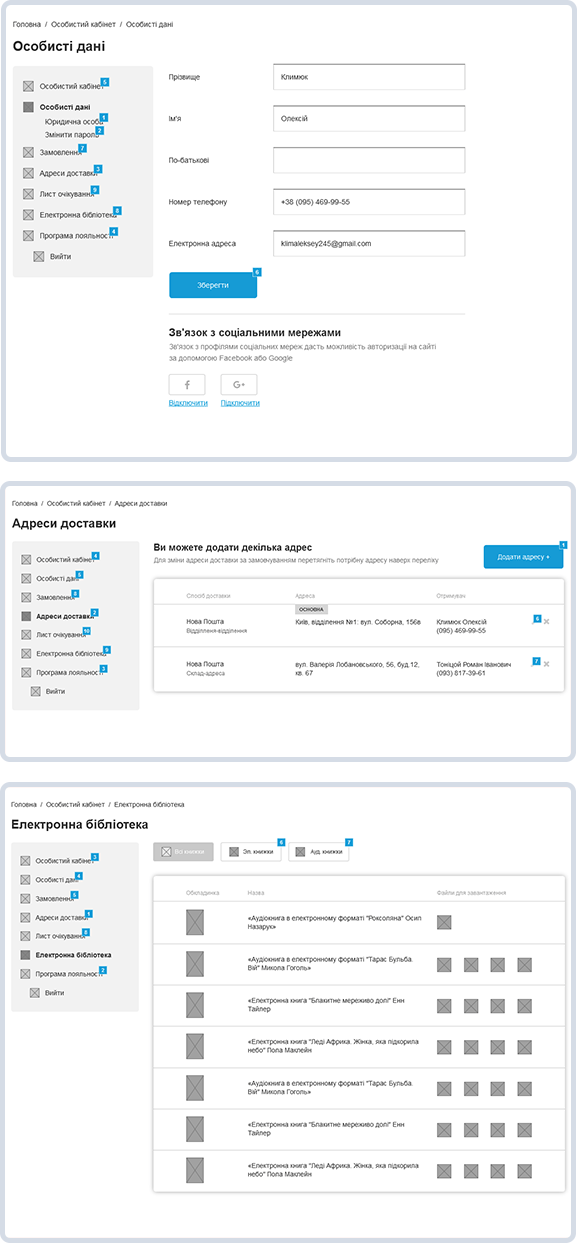 Головна / Особистий кабінет / Особисті дані
Особисті дані
Особистий кабінет 5
Особисті дані
Юридична особа 1
Змінити пароль 2
Замовлення 7
Адреси доставки 3
Лист очікування 9
Електронна бібліотека 8
Програма лояльності 4
Вийти
Прізвище Климюк
Ім'я Олексій
По-батькові
Номер телефону +38 (095) 469-99-55
Електронна адреса klimaleksey245@gmail.com
Зберегти 6
Зв'язок з соціальними мережами
Зв'язок з профілями соціальних мереж дасть можливість авторизації на сайті
за допомогою Facebook або Google
f G+
Відключити Підключити
Головна / Особистий кабінет / Адреси доставки
Адреси доставки
Особистий кабінет 4
Особисті дані 5
Замовлення 8
Адреси доставки 2
Лист очікування 10
Електронна бібліотека 9
Програма лояльності 3
Вийти
Ви можете додати декілька адрес
Для зміни адреси доставки за замовчуванням перетягніть потрібну адресу наверх переліку
Додати адресу + 1
Спосіб доставки Адреса Отримувач
ОСНОВНА
Нова Пошта Київ, відділення №1: вул. Соборна, 156в Климюк Олексій 6
Відділеня-відділення (095) 469-99-55
Нова Пошта вул. Валерія Лобановського, 56, буд.12, Тоніцой Роман Іванович 7
Склад-адреса кв. 67 (093) 817-39-61
Головна / Особистий кабінет / Електронна бібліотека
Електронна бібліотека
Особистий кабінет 3
Особисті дані 4
Замовлення 5
Адреси доставки 1
Лист очікування 8
Електронна бібліотека
Програма лояльності 2
Вийти
Всі книжки Эл. книжки 6 Ауд. книжки 7
Обкладинка Назва Файли для завантаження
«Аудіокнига в електронному форматі "Роксоляна" Осип
Назарук»
«Аудіокнига в електронному форматі "Тарас Бульба.
Вій" Микола Гоголь»
«Електронна книга "Блакитне мереживо долі" Енн
Тайлер
«Електронна книга "Леді Африка. Жінка, яка підкорила
небо" Пола Маклейн
«Аудіокнига в електронному форматі "Тарас Бульба.
Вій" Микола Гоголь»
«Електронна книга "Блакитне мереживо долі" Енн
Тайлер
«Електронна книга "Леді Африка. Жінка, яка підкорила
небо" Пола Маклейн